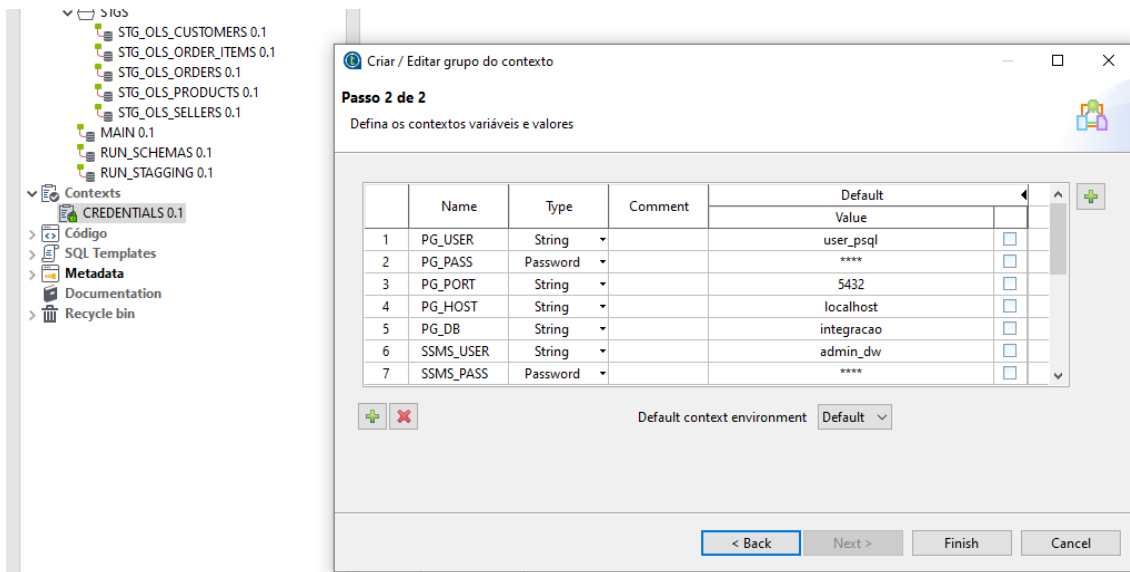 STGS
STG_OLS_CUSTOMERS 0.1
STG_OLS_ORDER_ITEMS 0.1
STG_OLS_ORDERS 0.1
STG_OLS_PRODUCTS 0.1
STG_OLS_SELLERS 0.1
MAIN 0.1
RUN_SCHEMAS 0.1
RUN_STAGGING 0.1
Contexts
CREDENTIALS 0.1
Código
SQL Templates
Metadata
Documentation
Recycle bin
Criar / Editar grupo do contexto
Passo 2 de 2
Defina os contextos variáveis e valores
Name Type Comment Default
Value
1 PG_USER String user_psql
2 PG_PASS Password ****
3 PG_PORT String 5432
4 PG_HOST String localhost
5 PG_DB String integracao
6 SSMS_USER String admin_dw
7 SSMS_PASS Password ****
Default context environment Default
< Back Next > Finish Cancel